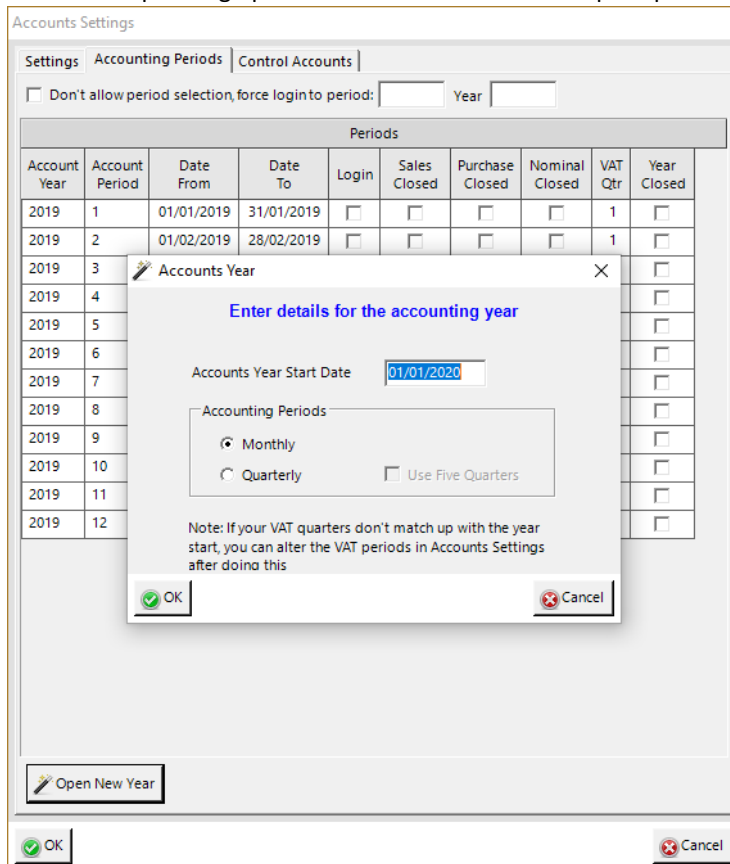 Accounts Settings
Settings Accounting Periods Control Accounts
Don't allow period selection, force login to period: Year
Periods
Account Year Account Period Date From Date To Login Sales Closed Purchase Closed Nominal Closed VAT Qtr Year Closed
2019 1 01/01/2019 31/01/2019 1
2019 2 01/02/2019 28/02/2019 1
2019 3
Accounts Year
2019 4
Enter details for the accounting year
2019 5
2019 6
2019 7
Accounts Year Start Date 01/01/2020
2019 8
Accounting Periods
2019 9
Monthly
2019 10
Quarterly Use Five Quarters
2019 11
2019 12
Note: If your VAT quarters don't match up with the year
start, you can alter the VAT periods in Accounts Settings
after doing this
OK Cancel
Open New Year
OK Cancel